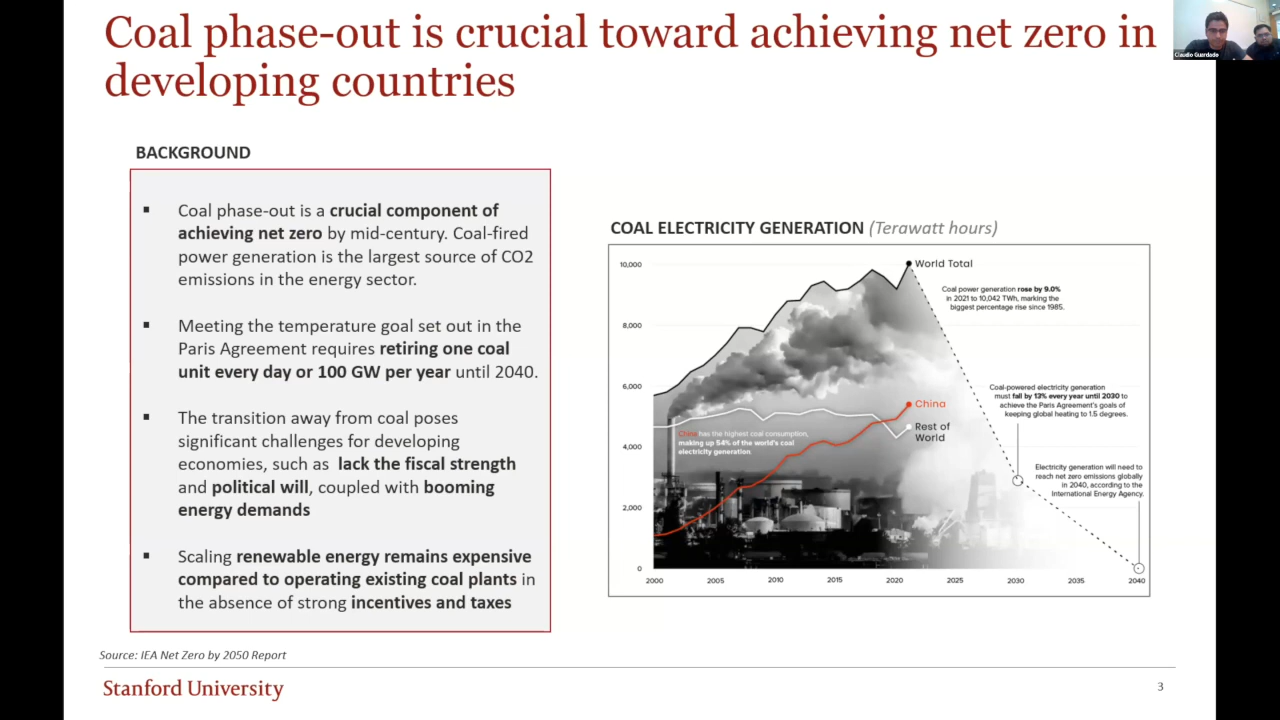 Coal phase-out is crucial toward achieving net zero in
developing countries
Claudio Guardado
BACKGROUND
▪ Coal phase-out is a crucial component of
achieving net zero by mid-century. Coal-fired
power generation is the largest source of CO2
emissions in the energy sector.
▪ Meeting the temperature goal set out in the
Paris Agreement requires retiring one coal
unit every day or 100 GW per year until 2040.
▪ The transition away from coal poses
significant challenges for developing
economies, such as lack the fiscal strength
and political will, coupled with booming
energy demands
▪ Scaling renewable energy remains expensive
compared to operating existing coal plants in
the absence of strong incentives and taxes
COAL ELECTRICITY GENERATION (Terawatt hours)
10,000
8,000
6,000
4,000
2,000
0
2000 2005 2010 2015 2020 2025 2030 2035 2040
World Total
Coal power generation rose by 9.0%
in 2021 to 10,042 TWh, marking the
biggest percentage rise since 1985.
Coal-powered electricity generation
must fall by 13% every year until 2030 to
achieve the Paris Agreement's goals of
keeping global heating to 1.5 degrees.
China
Rest of
World
China has the highest coal consumption,
making up 54% of the world's coal
electricity generation.
Electricity generation will need to
reach net zero emissions globally
in 2040, according to the
International Energy Agency.
Source: IEA Net Zero by 2050 Report
Stanford University
3